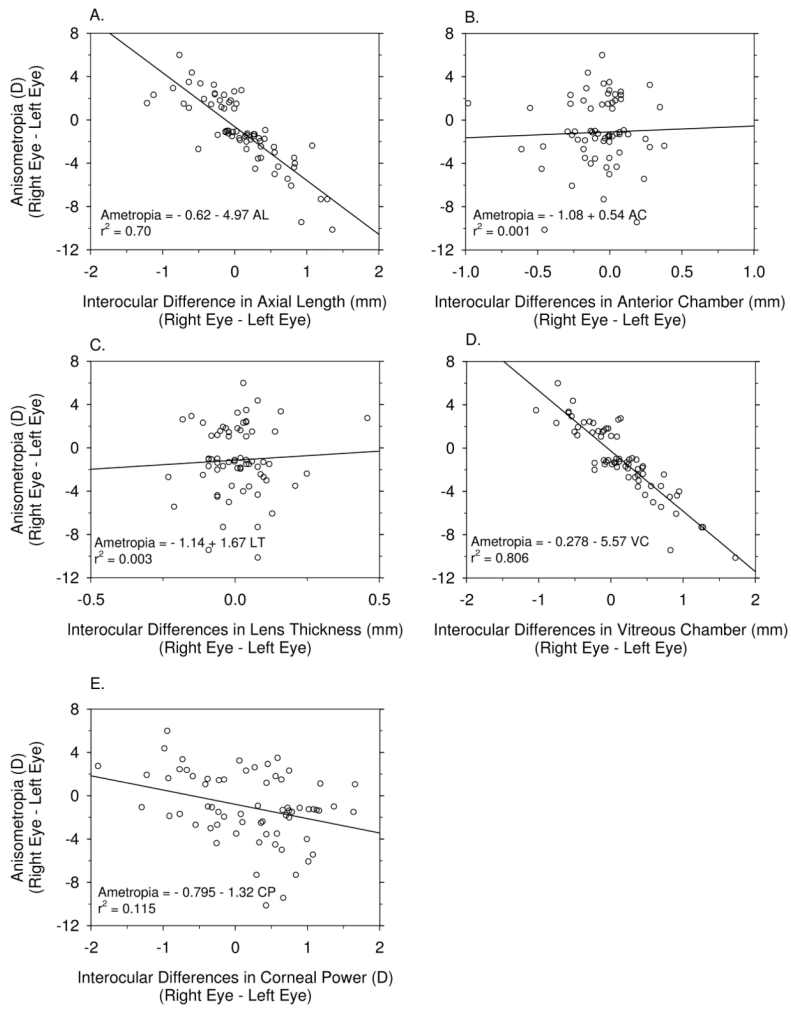 A.
8
4
0
-4
-8
-12
Anisometropia (D)
(Right Eye - Left Eye)
Ametropia = - 0.62 - 4.97 AL
r² = 0.70
-2 -1 0 1 2
Interocular Difference in Axial Length (mm)
(Right Eye - Left Eye)
B.
8
4
0
-4
-8
-12
Ametropia = - 1.08 + 0.54 AC
r² = 0.001
-1.0 -0.5 0.0 0.5 1.0
Interocular Differences in Anterior Chamber (mm)
(Right Eye - Left Eye)
C.
8
4
0
-4
-8
-12
Anisometropia (D)
(Right Eye - Left Eye)
Ametropia = - 1.14 + 1.67 LT
r² = 0.003
-0.5 0.0 0.5
Interocular Differences in Lens Thickness (mm)
(Right Eye - Left Eye)
D.
8
4
0
-4
-8
-12
Ametropia = - 0.278 - 5.57 VC
r² = 0.806
-2 -1 0 1 2
Interocular Differences in Vitreous Chamber (mm)
(Right Eye - Left Eye)
E.
8
4
0
-4
-8
-12
Anisometropia (D)
(Right Eye - Left Eye)
Ametropia = - 0.795 - 1.32 CP
r² = 0.115
-2 -1 0 1 2
Interocular Differences in Corneal Power (D)
(Right Eye - Left Eye)